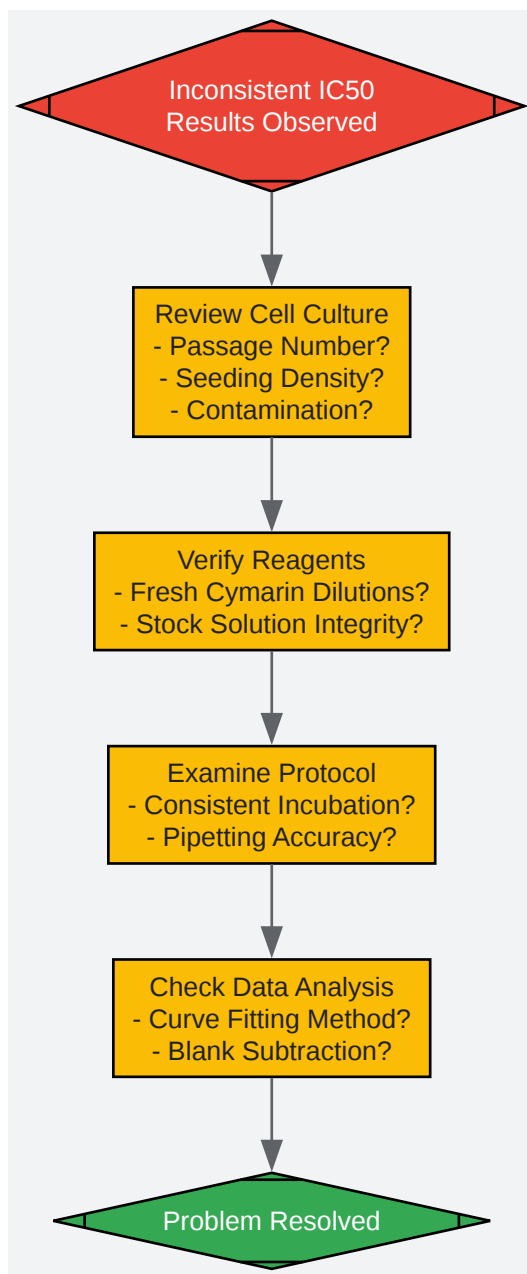 Inconsistent IC50
Results Observed
Review Cell Culture
- Passage Number?
- Seeding Density?
- Contamination?
Verify Reagents
- Fresh Cymarin Dilutions?
- Stock Solution Integrity?
Examine Protocol
- Consistent Incubation?
- Pipetting Accuracy?
Check Data Analysis
- Curve Fitting Method?
- Blank Subtraction?
Problem Resolved